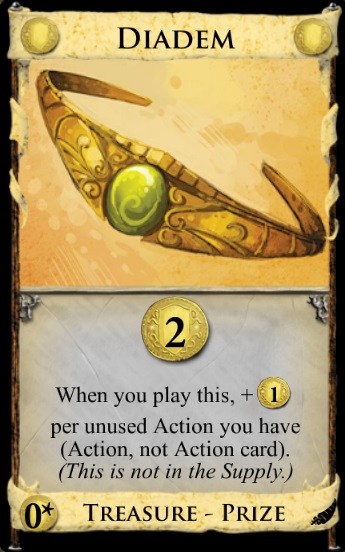 DIADEM
2
When you play this, + 1
per unused Action you have
(Action, not Action card).
(This is not in the Supply.)
0* TREASURE - PRIZE